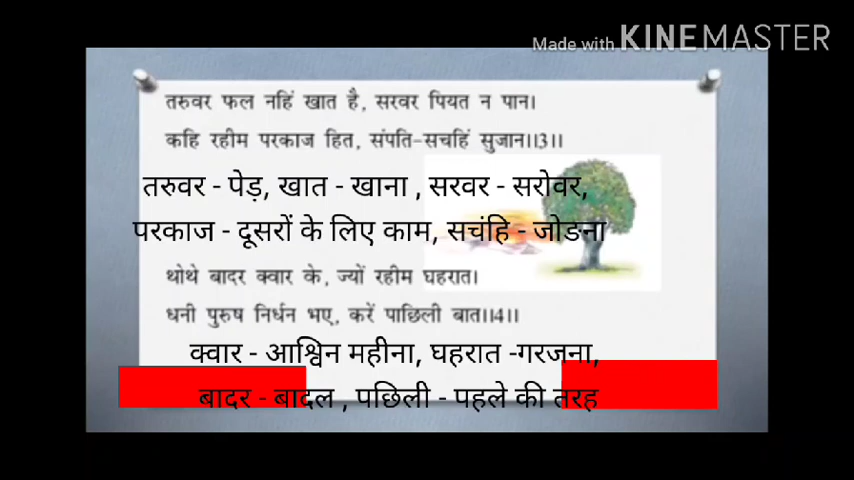 Made with KINEMASTER
तरुवर फल नहिं खात है, सरवर पियत न पान।
कहि रहीम परकाज हित, संपति-सचहिं सुजान।।3।।
तरुवर - पेड़, खात - खाना , सरवर - सरोवर,
परकाज - दूसरों के लिए काम, सचंहि - जोङना
थोथे बादर क्वार के, ज्यों रहीम घहरात।
धनी पुरुष निर्धन भए, करें पाछिली बात।।4।।
क्वार - आश्विन महीना, घहरात -गरजना,
बादर - बादल , पछिली - पहले की तरह